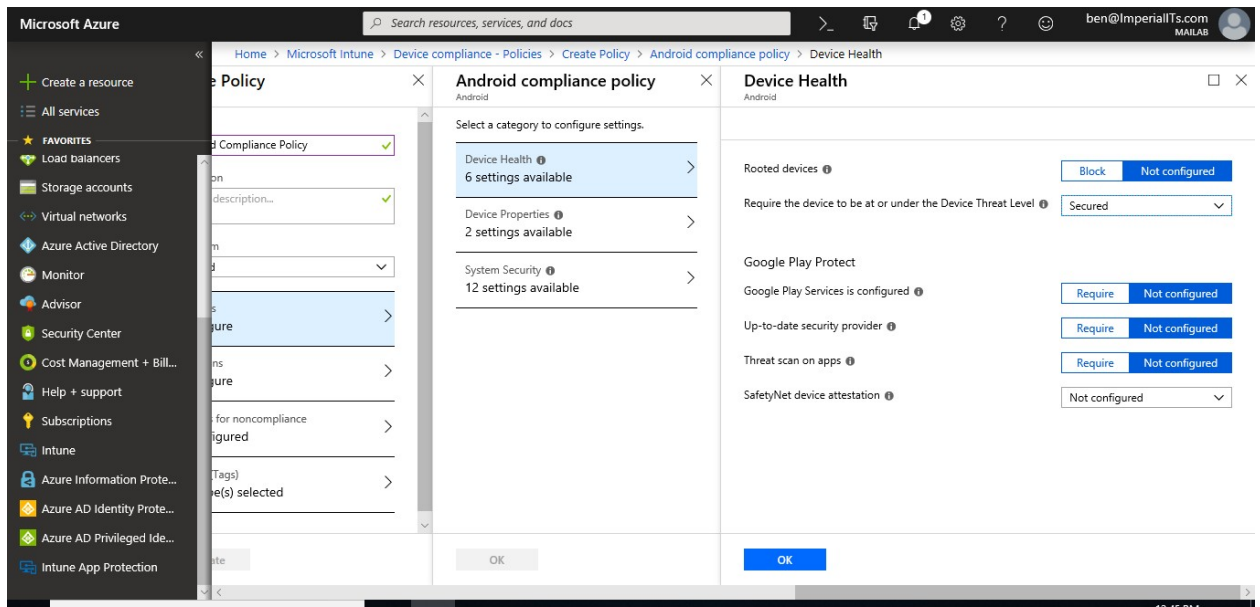 Microsoft Azure
Search resources, services, and docs
1
ben@ImperialITs.com
MAILAB
Home > Microsoft Intune > Device compliance - Policies > Create Policy > Android compliance policy > Device Health
Create a resource
All services
FAVORITES
Load balancers
Storage accounts
Virtual networks
Azure Active Directory
Monitor
Advisor
Security Center
Cost Management + Bill...
Help + support
Subscriptions
Intune
Azure Information Prote...
Azure AD Identity Prote...
Azure AD Privileged Ide...
Intune App Protection
e Policy
d Compliance Policy
on
description...
m
d
s
gure
ns
gure
s for noncompliance
figured
(Tags)
pe(s) selected
ate
Android compliance policy
Android
Select a category to configure settings.
Device Health
6 settings available
Device Properties
2 settings available
System Security
12 settings available
OK
Device Health
Android
Rooted devices
Block Not configured
Require the device to be at or under the Device Threat Level
Secured
Google Play Protect
Google Play Services is configured
Require Not configured
Up-to-date security provider
Require Not configured
Threat scan on apps
Require Not configured
SafetyNet device attestation
Not configured
OK